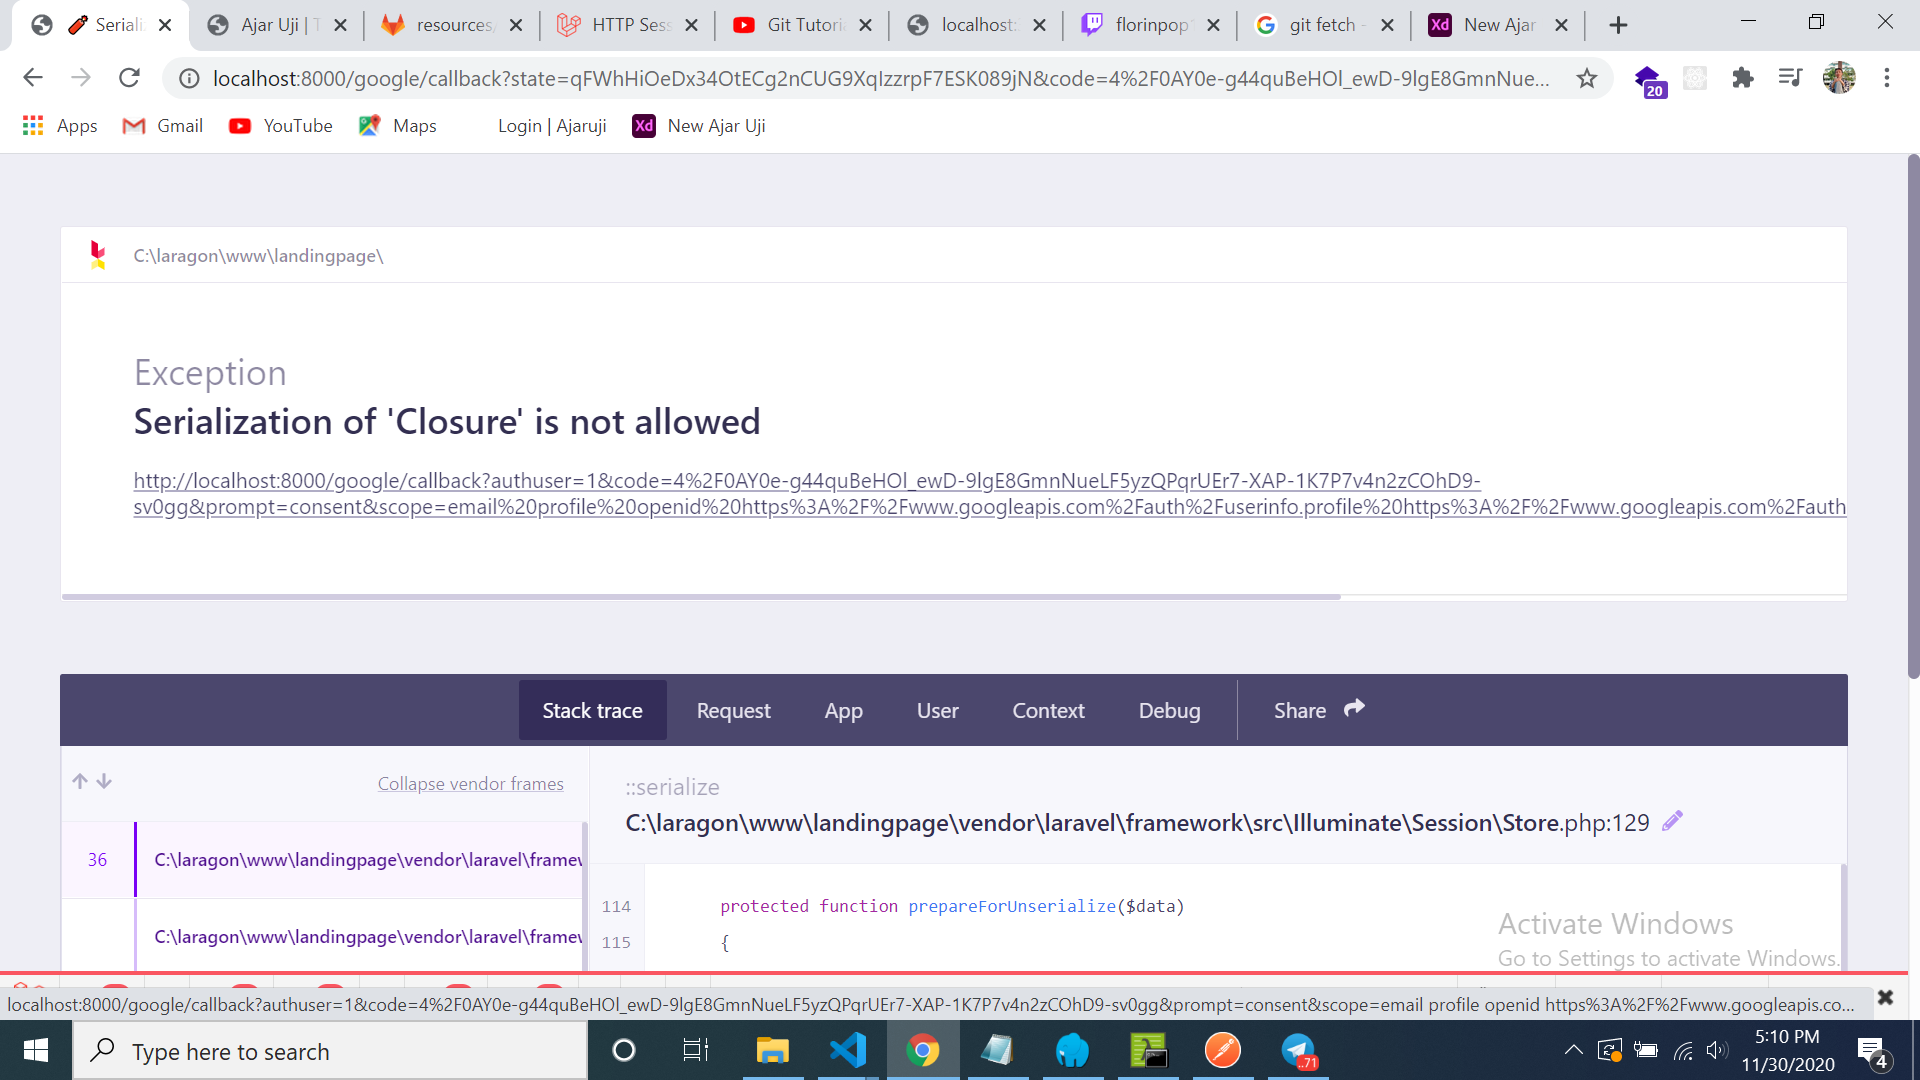 Seriali
Ajar Uji | T
resources/
HTTP Sess
Git Tutoria
localhost:
florinpop
git fetch -
New Ajar
localhost:8000/google/callback?state=qFWhHiOeDx34OtECg2nCUG9XqIzzrpF7ESK089jN&code=4%2F0AY0e-g44quBeHOl_ewD-9lgE8GmnNue...
20
Apps
Gmail
YouTube
Maps
Login | Ajaruji
New Ajar Uji
C:\laragon\www\landingpage\
Exception
Serialization of 'Closure' is not allowed
http://localhost:8000/google/callback?authuser=1&code=4%2F0AY0e-g44quBeHOl_ewD-9lgE8GmnNueLF5yzQPqrUEr7-XAP-1K7P7v4n2zCOhD9-
sv0gg&prompt=consent&scope=email%20profile%20openid%20https%3A%2F%2Fwww.googleapis.com%2Fauth%2Fuserinfo.profile%20https%3A%2F%2Fwww.googleapis.com%2Fauth
Stack trace
Request
App
User
Context
Debug
Share
Collapse vendor frames
::serialize
C:\laragon\www\landingpage\vendor\laravel\framework\src\Illuminate\Session\Store.php:129
36
C:\laragon\www\landingpage\vendor\laravel\framew
C:\laragon\www\landingpage\vendor\laravel\framew
114 protected function prepareForUnserialize($data)
115 {
Activate Windows
Go to Settings to activate Windows.
localhost:8000/google/callback?authuser=1&code=4%2F0AY0e-g44quBeHOl_ewD-9lgE8GmnNueLF5yzQPqrUEr7-XAP-1K7P7v4n2zCOhD9-sv0gg&prompt=consent&scope=email profile openid https%3A%2F%2Fwww.googleapis.co...
Type here to search
..71
5:10 PM
11/30/2020
4